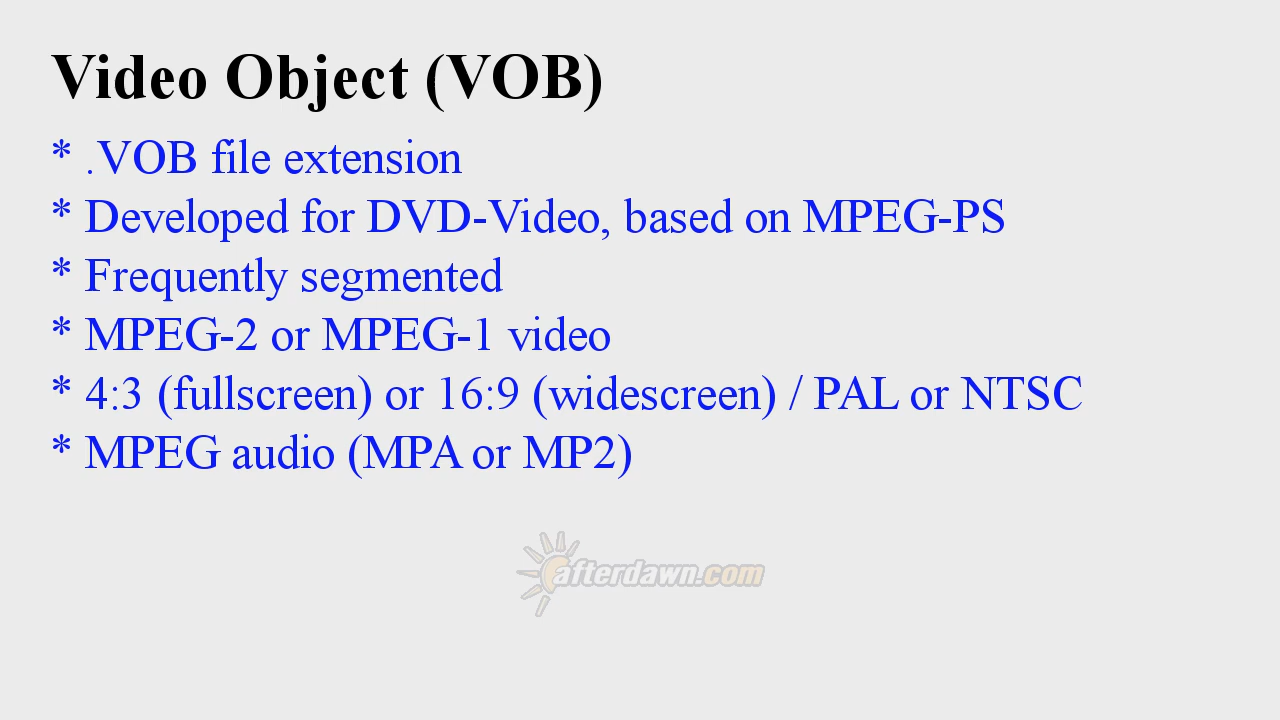 Video Object (VOB)
* .VOB file extension
* Developed for DVD-Video, based on MPEG-PS
* Frequently segmented
* MPEG-2 or MPEG-1 video
* 4:3 (fullscreen) or 16:9 (widescreen) / PAL or NTSC
* MPEG audio (MPA or MP2)
afterdawn.com